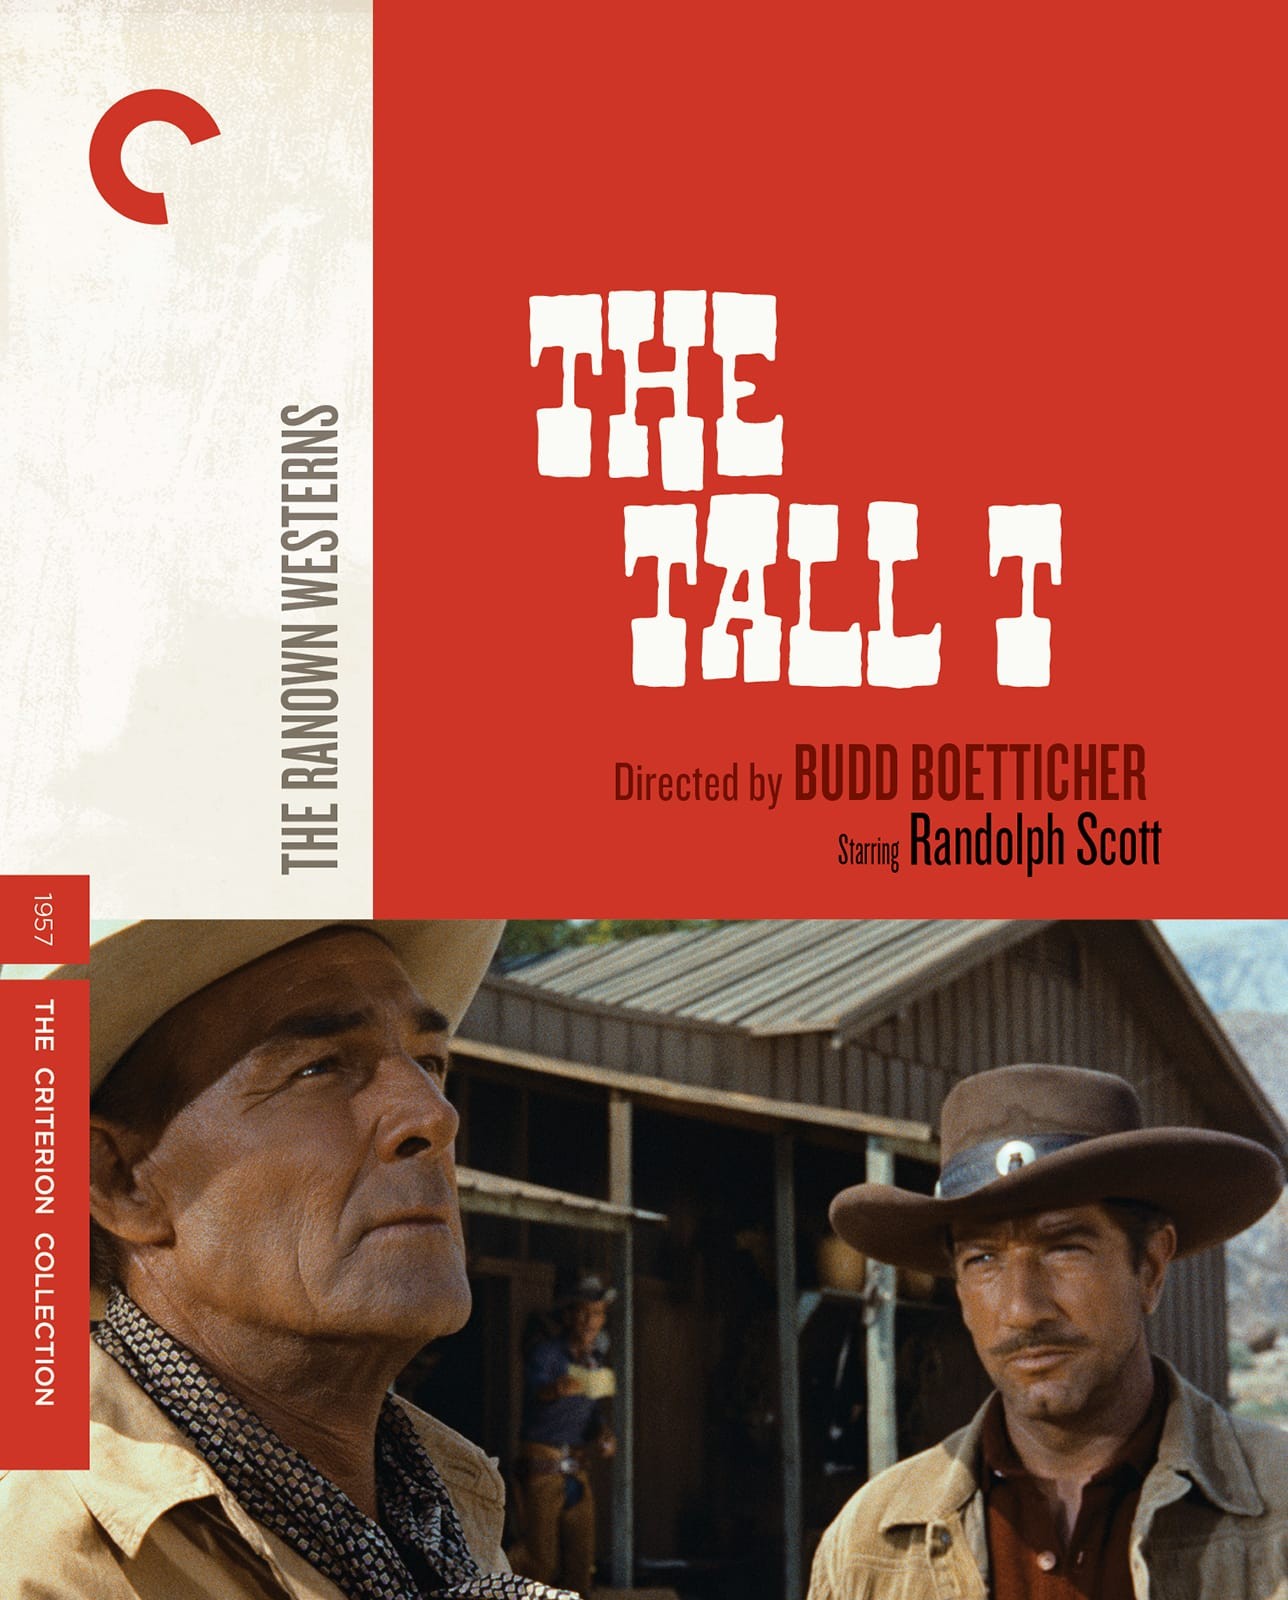 THE RANOWN WESTERNS
THE
TALL T
Directed by BUDD BOETTICHER
Starring Randolph Scott
1957
THE CRITERION COLLECTION